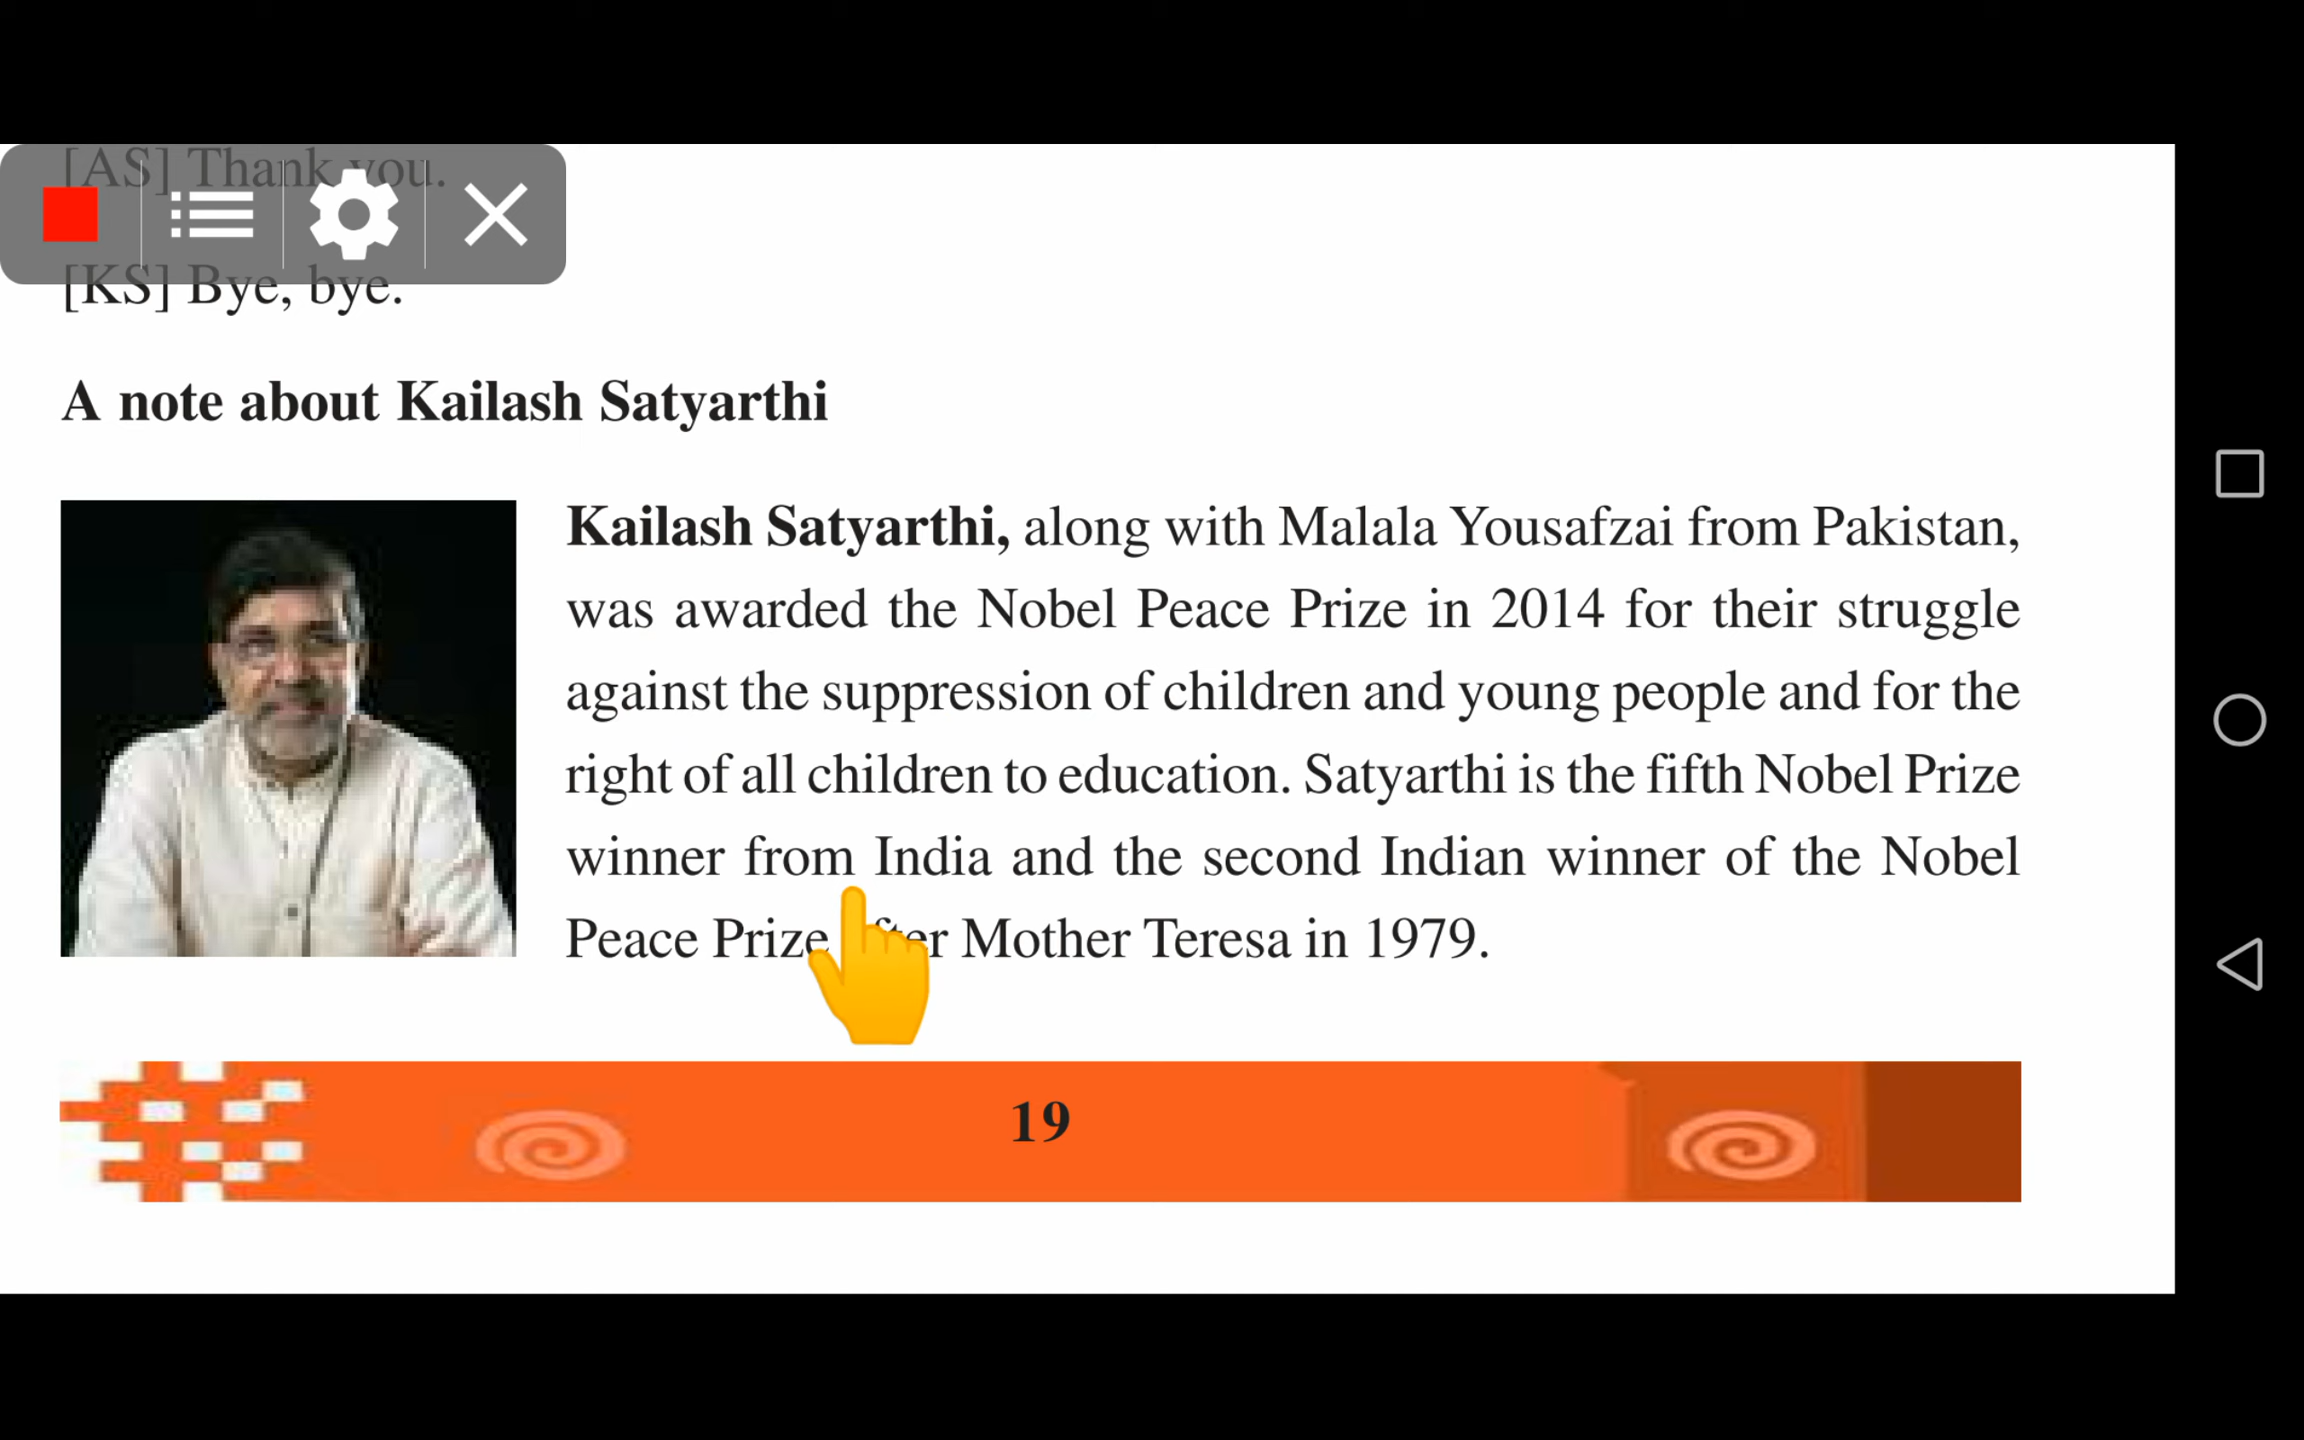 [AS] Thank you.
[KS] Bye, bye.
A note about Kailash Satyarthi
Kailash Satyarthi, along with Malala Yousafzai from Pakistan,
was awarded the Nobel Peace Prize in 2014 for their struggle
against the suppression of children and young people and for the
right of all children to education. Satyarthi is the fifth Nobel Prize
winner from India and the second Indian winner of the Nobel
Peace Prize after Mother Teresa in 1979.
19